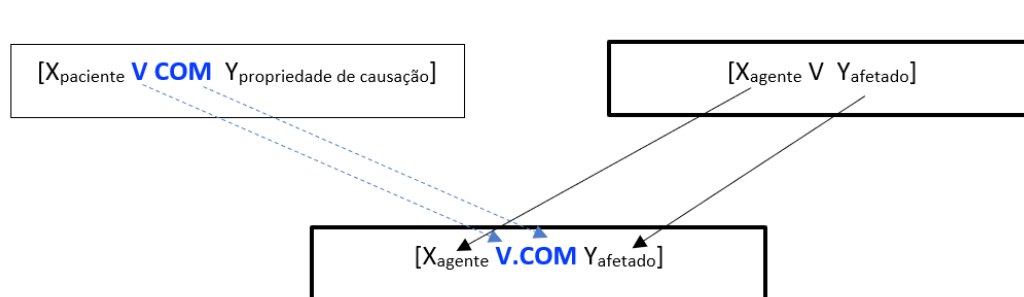 [Xpaciente V COM Ypropriedade de causação]
[Xagente V Yafetado]
[Xagente V.COM Yafetado]